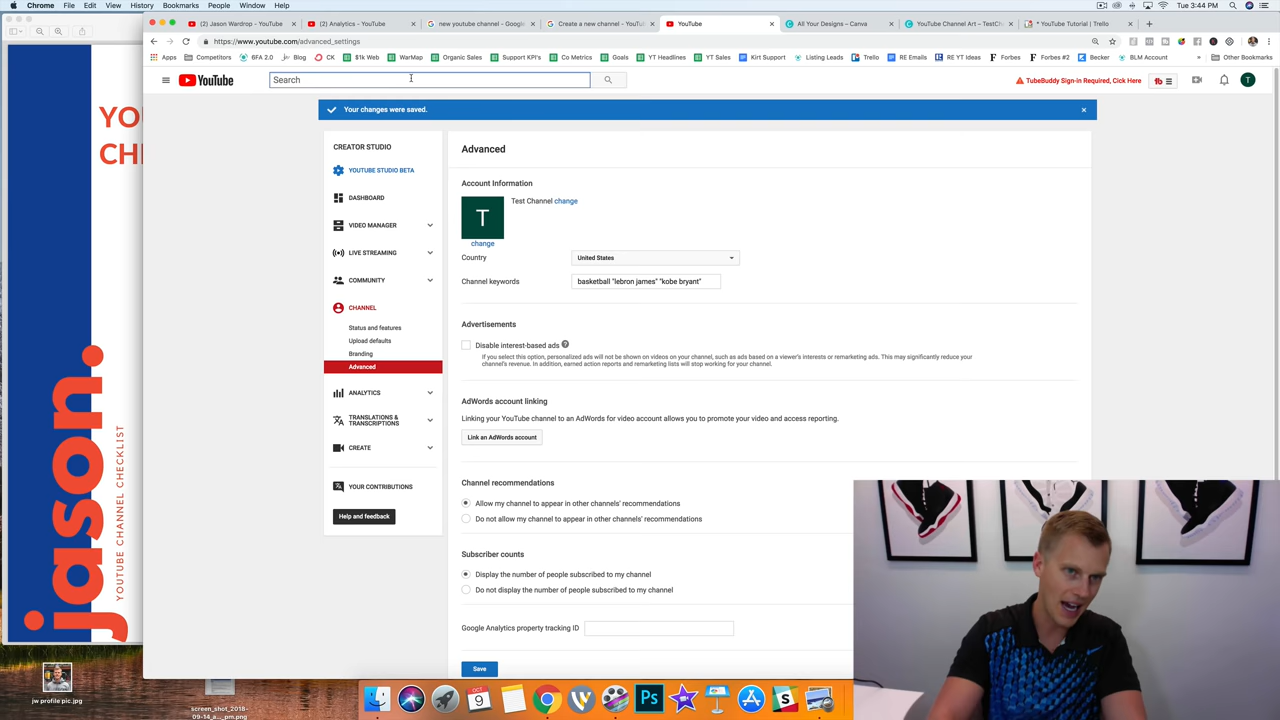 Chrome File Edit View History Bookmarks People Window Help
Tue 3:44 PM
(2) Jason Wardrop - YouTube
(2) Analytics - YouTube
new youtube channel - Google
Create a new channel - YouTu
YouTube
All Your Designs – Canva
YouTube Channel Art – TestCh
* YouTube Tutorial | Trello
https://www.youtube.com/advanced_settings
Apps Competitors 6FA 2.0 Blog CK $1k Web WarMap Organic Sales Support KPI's Co Metrics Goals YT Headlines YT Sales Kirt Support Listing Leads Trello RE Emails RE YT ideas Forbes Forbes #2 Becker BLM Account Other Bookmarks
YouTube
Search
TubeBuddy Sign-in Required, Click Here
tb
T
Your changes were saved.
YO
CH
jason.
YOUTUBE CHANNEL CHECKLIST
CREATOR STUDIO
YOUTUBE STUDIO BETA
DASHBOARD
VIDEO MANAGER
LIVE STREAMING
COMMUNITY
CHANNEL
Status and features
Upload defaults
Branding
Advanced
ANALYTICS
TRANSLATIONS &
TRANSCRIPTIONS
CREATE
YOUR CONTRIBUTIONS
Help and feedback
Advanced
Account Information
T
Test Channel change
change
Country United States
Channel keywords basketball "lebron james" "kobe bryant"
Advertisements
Disable interest-based ads ?
If you select this option, personalized ads will not be shown on videos on your channel, such as ads based on a viewer's interests or remarketing ads. This may significantly reduce your
channel's revenue. In addition, earned action reports and remarketing lists will stop working for your channel.
AdWords account linking
Linking your YouTube channel to an AdWords for video account allows you to promote your video and access reporting.
Link an AdWords account
Channel recommendations
Allow my channel to appear in other channels' recommendations
Do not allow my channel to appear in other channels' recommendations
Subscriber counts
Display the number of people subscribed to my channel
Do not display the number of people subscribed to my channel
Google Analytics property tracking ID
Save
jw profile pic.jpg
screen_shot_2018-
09-14_a..._pm.png
OCT
9
Ps